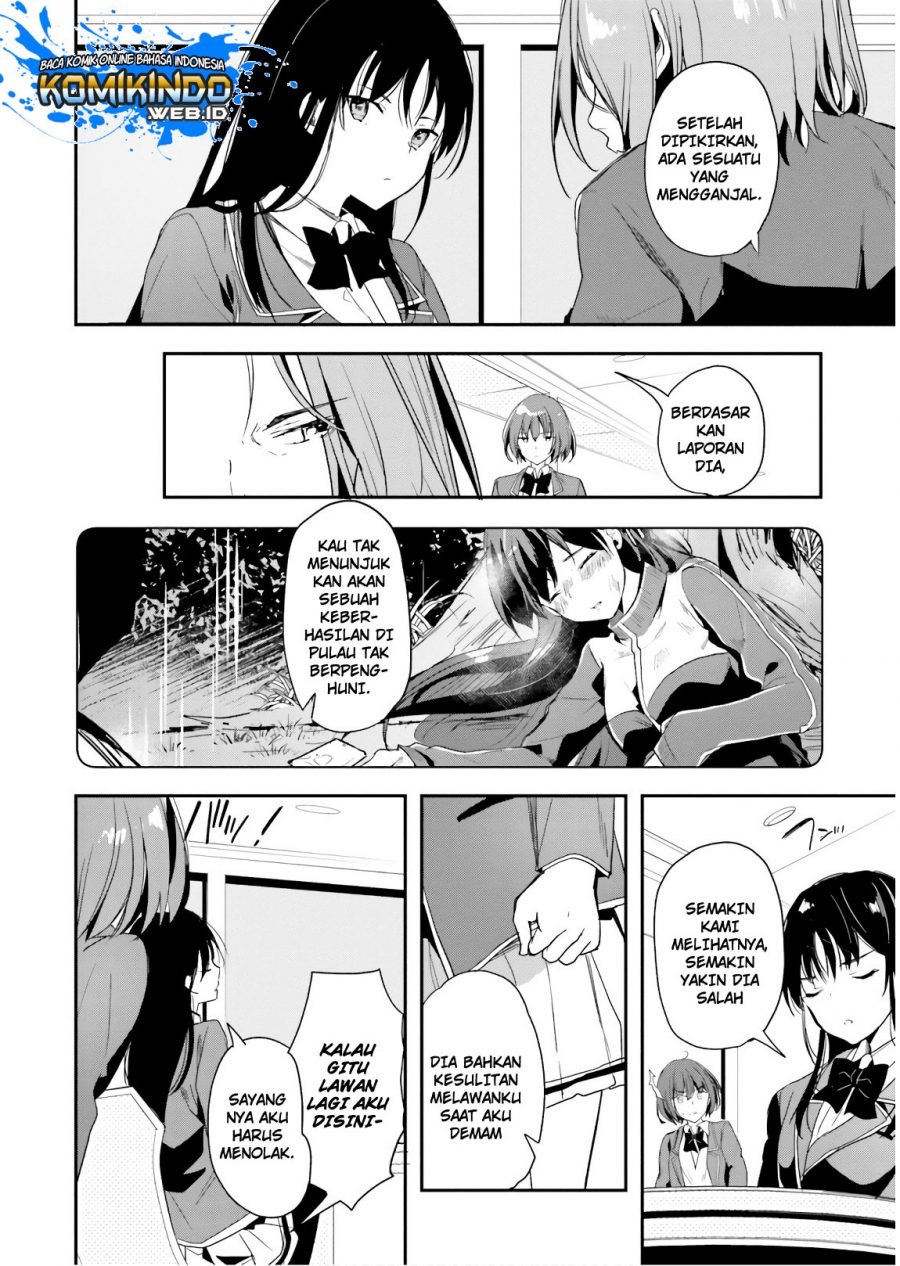 BACA KOMIK ONLINE BAHASA INDONESIA
KOMIKINDO
.WEB.ID
SETELAH
DIPIKIRKAN,
ADA SESUATU
YANG
MENGGANJAL.
BERDASAR
KAN
LAPORAN
DIA,
KAU TAK
MENUNJUK
KAN AKAN
SEBUAH
KEBER-
HASILAN DI
PULAU TAK
BERPENG-
HUNI.
フン…!!
SEMAKIN
KAMI
MELIHATNYA,
SEMAKIN
YAKIN DIA
SALAH
DIA BAHKAN
KESULITAN
MELAWANKU
SAAT AKU
DEMAM
KALAU
GITU
LAWAN
LAGI AKU
DISINI-
SAYANG
NYA AKU
HARUS
MENOLAK.